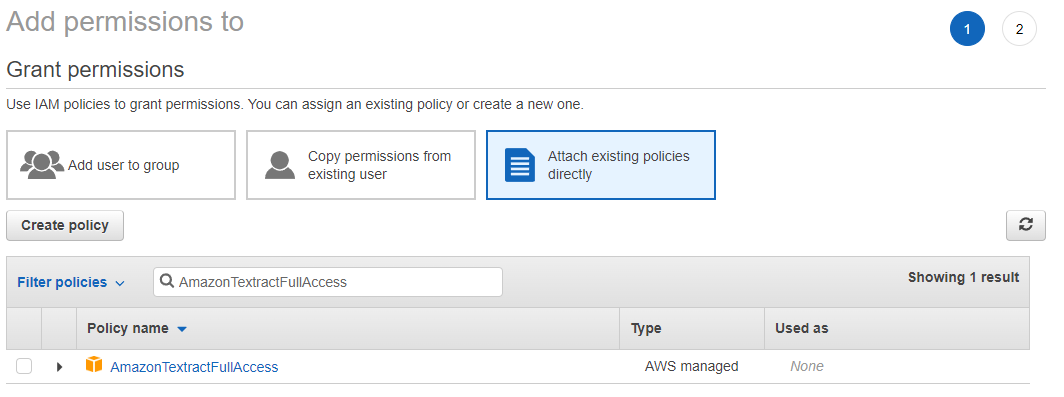 Add permissions to
1
2
Grant permissions
Use IAM policies to grant permissions. You can assign an existing policy or create a new one.
Add user to group
Copy permissions from
existing user
Attach existing policies
directly
Create policy
Filter policies
AmazonTextractFullAccess
Showing 1 result
Policy name
Type
Used as
AmazonTextractFullAccess
AWS managed
None